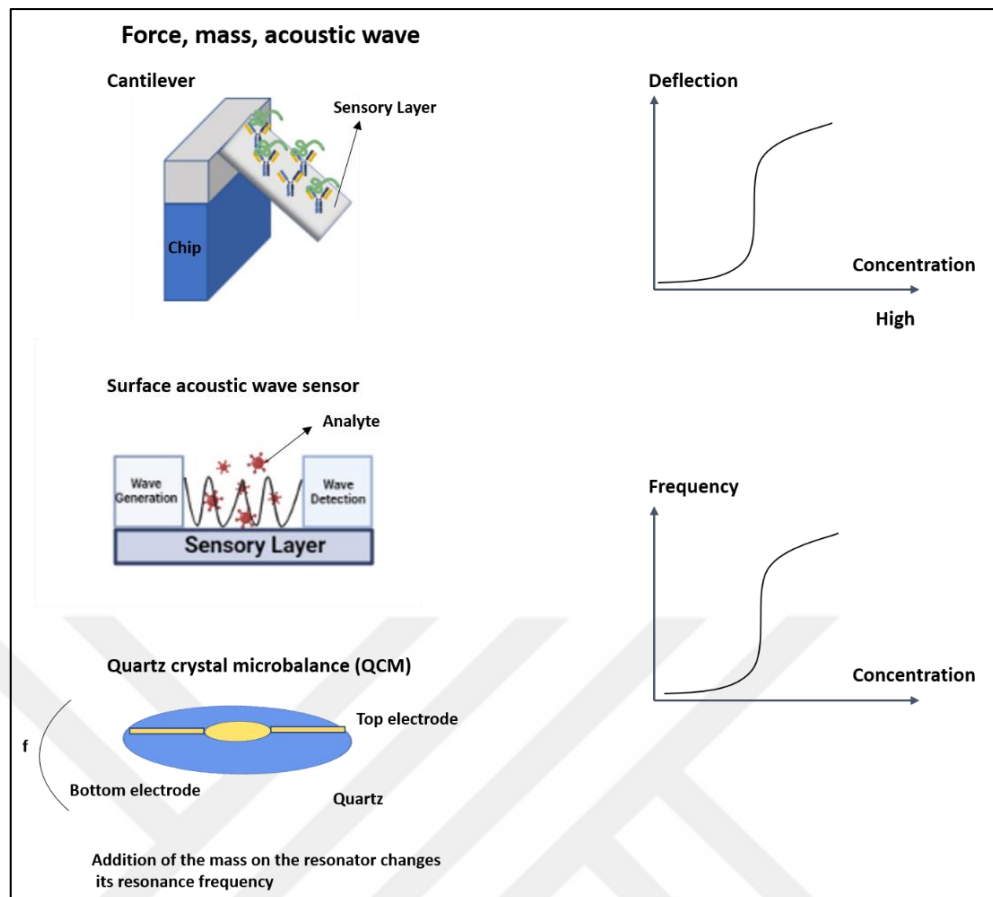 Force, mass, acoustic wave
Cantilever
Sensory Layer
Chip
Deflection
Concentration
High
Surface acoustic wave sensor
Analyte
Wave
Generation
Wave
Detection
Sensory Layer
Frequency
Concentration
Quartz crystal microbalance (QCM)
Top electrode
f
Bottom electrode
Quartz
Addition of the mass on the resonator changes
its resonance frequency